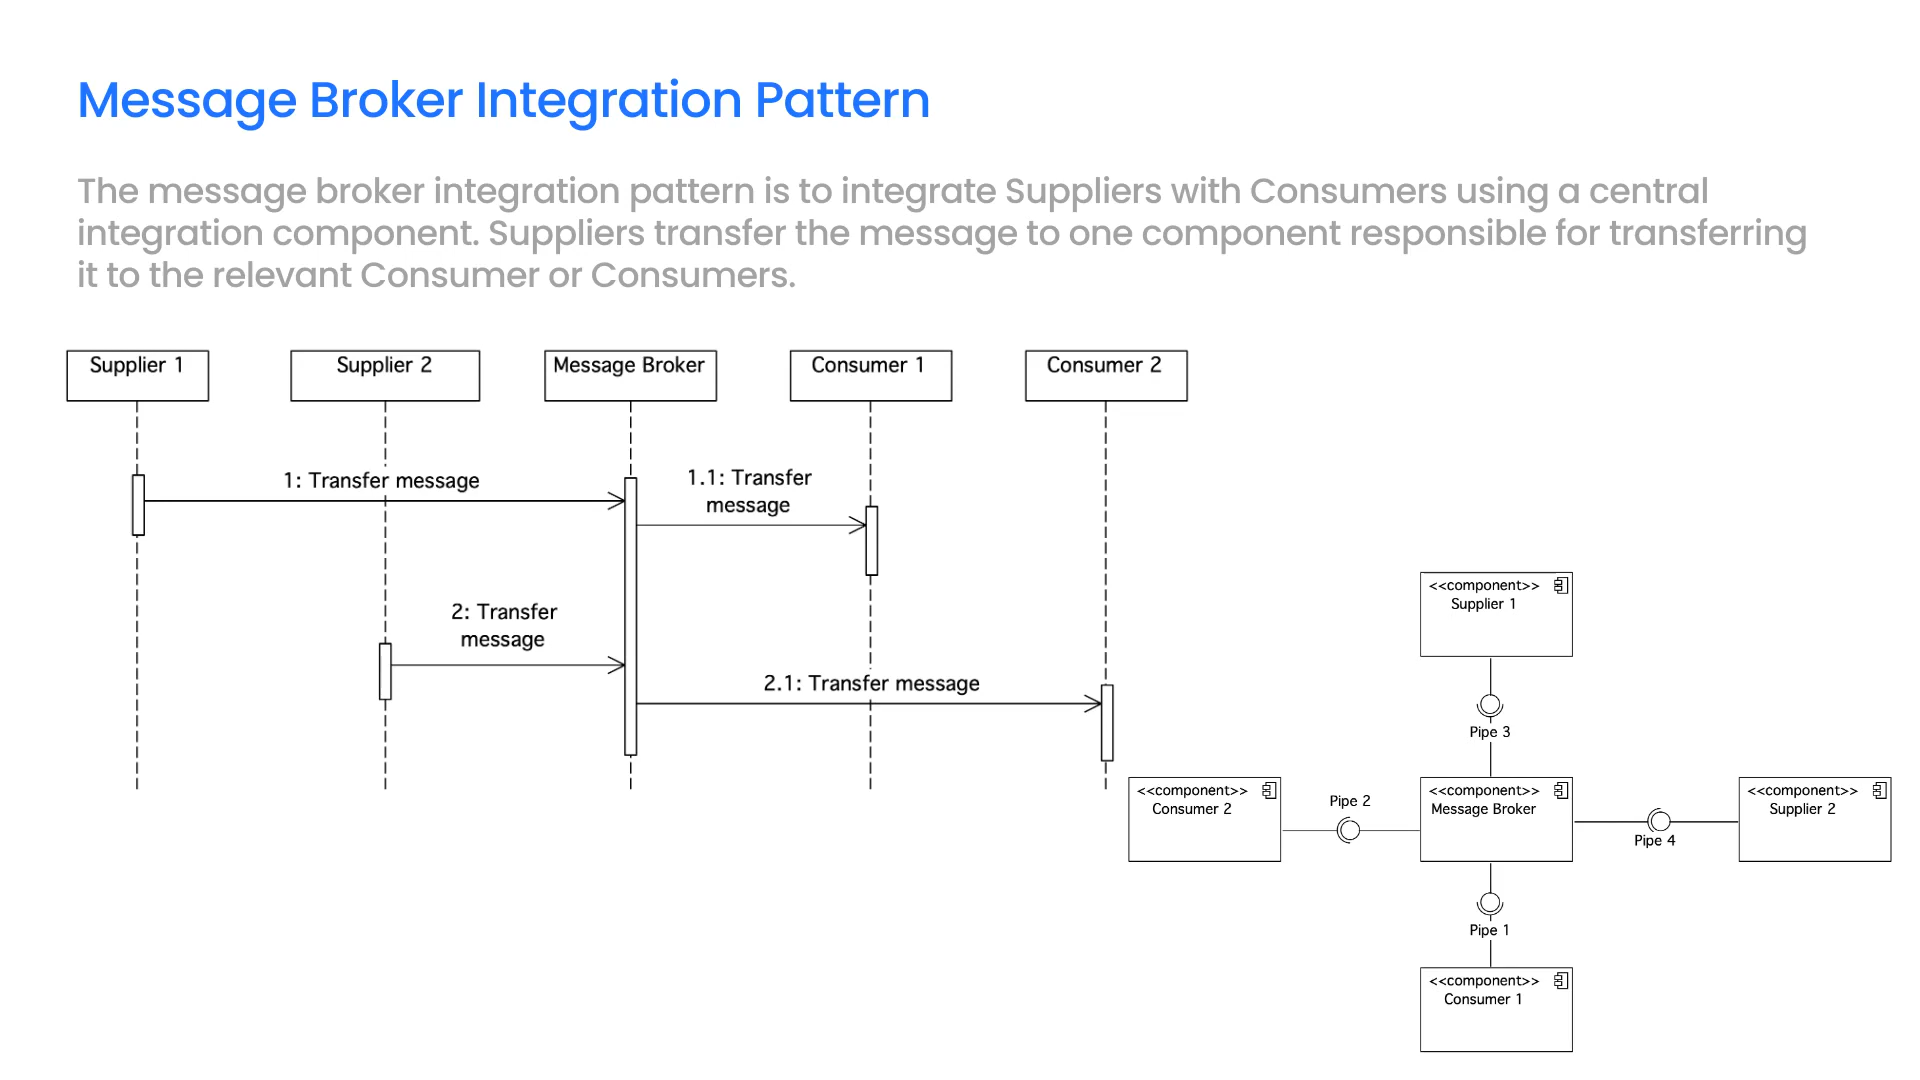 Message Broker Integration Pattern
The message broker integration pattern is to integrate Suppliers with Consumers using a central
integration component. Suppliers transfer the message to one component responsible for transferring
it to the relevant Consumer or Consumers.
Supplier 1
Supplier 2
Message Broker
Consumer 1
Consumer 2
1: Transfer message
1.1: Transfer
message
2: Transfer
message
2.1: Transfer message
<<component>>
Supplier 1
Pipe 3
<<component>>
Consumer 2
Pipe 2
<<component>>
Message Broker
Pipe 4
<<component>>
Supplier 2
Pipe 1
<<component>>
Consumer 1